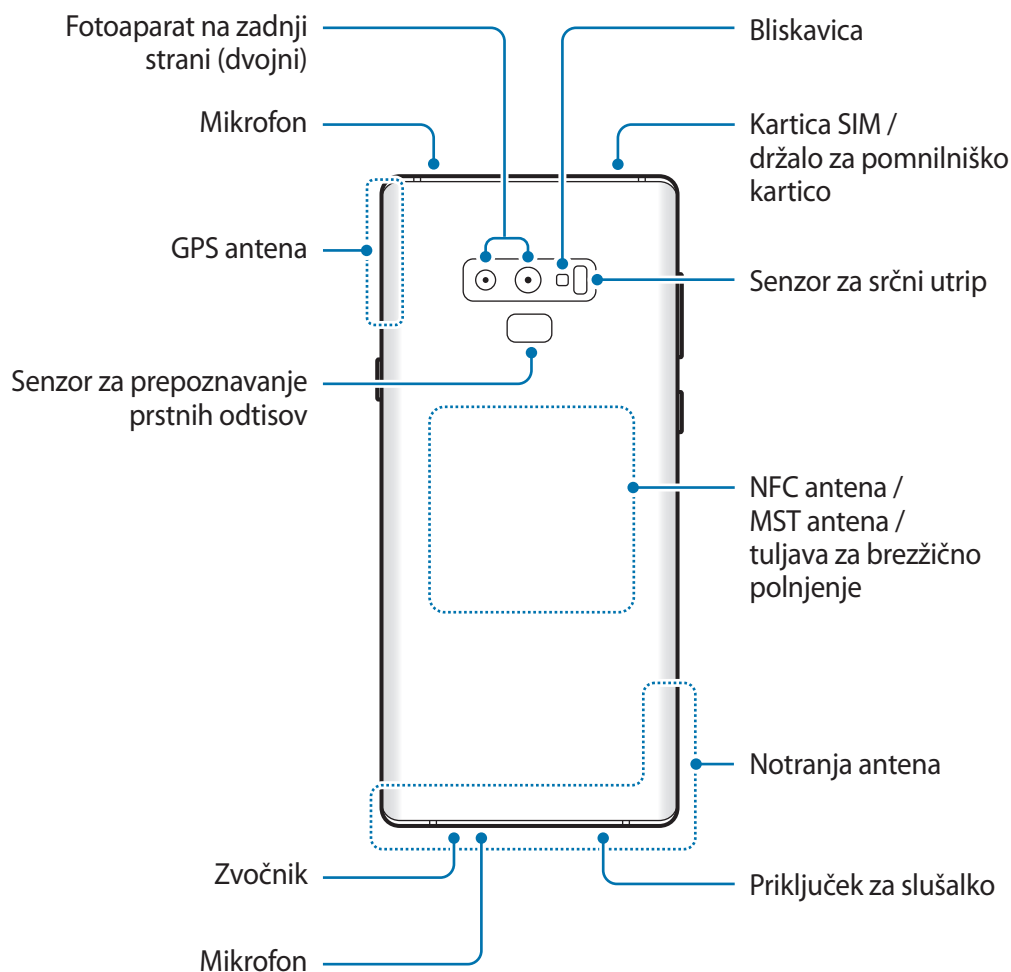 Fotoaparat na zadnji
strani (dvojni)
Mikrofon
GPS antena
Senzor za prepoznavanje
prstnih odtisov
Zvočnik
Mikrofon
Bliskavica
Kartica SIM /
držalo za pomnilniško
kartico
Senzor za srčni utrip
NFC antena /
MST antena /
tuljava za brezžično
polnjenje
Notranja antena
Priključek za slušalko